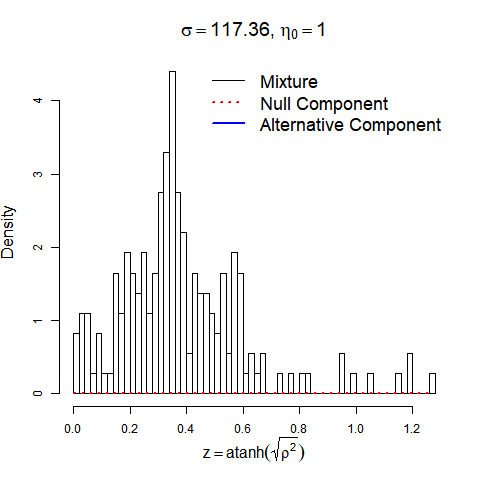 σ = 117.36, η₀ = 1
Mixture
Null Component
Alternative Component
Density
4
3
2
1
0
0.0 0.2 0.4 0.6 0.8 1.0 1.2
z = atanh(√ρ²)